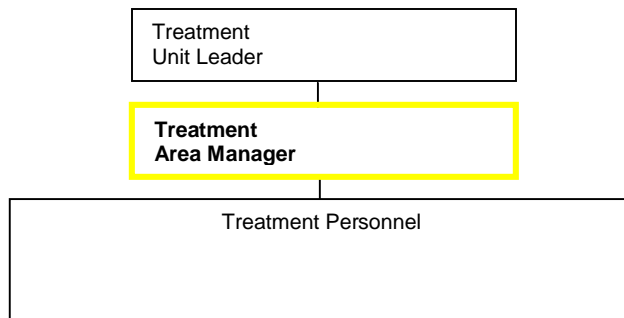 Treatment
Unit Leader
Treatment
Area Manager
Treatment Personnel